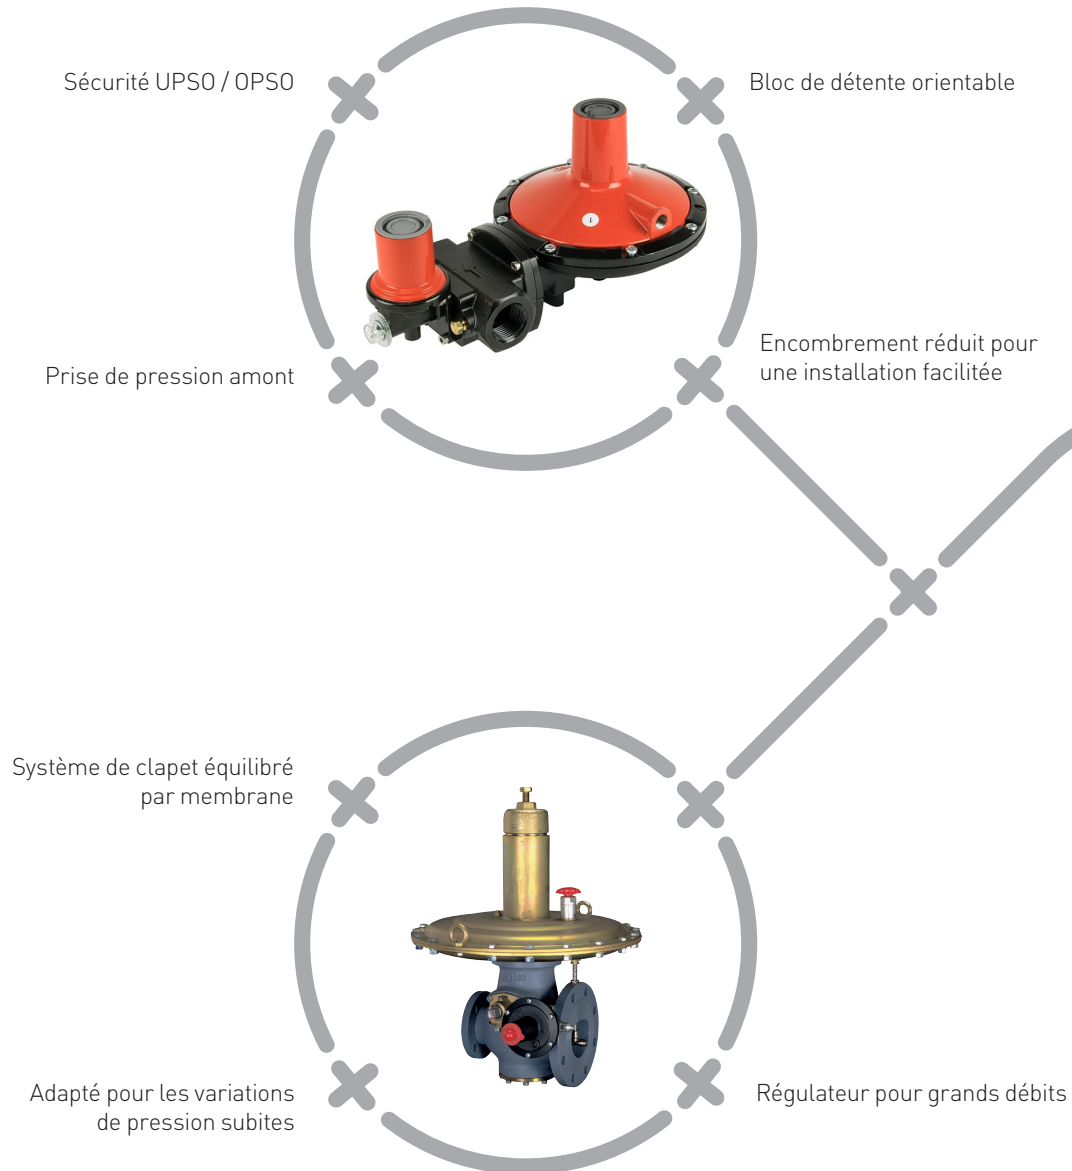 Sécurité UPSO / OPSO
Bloc de détente orientable
Prise de pression amont
Encombrement réduit pour
une installation facilitée
Système de clapet équilibré
par membrane
Adapté pour les variations
de pression subites
Régulateur pour grands débits